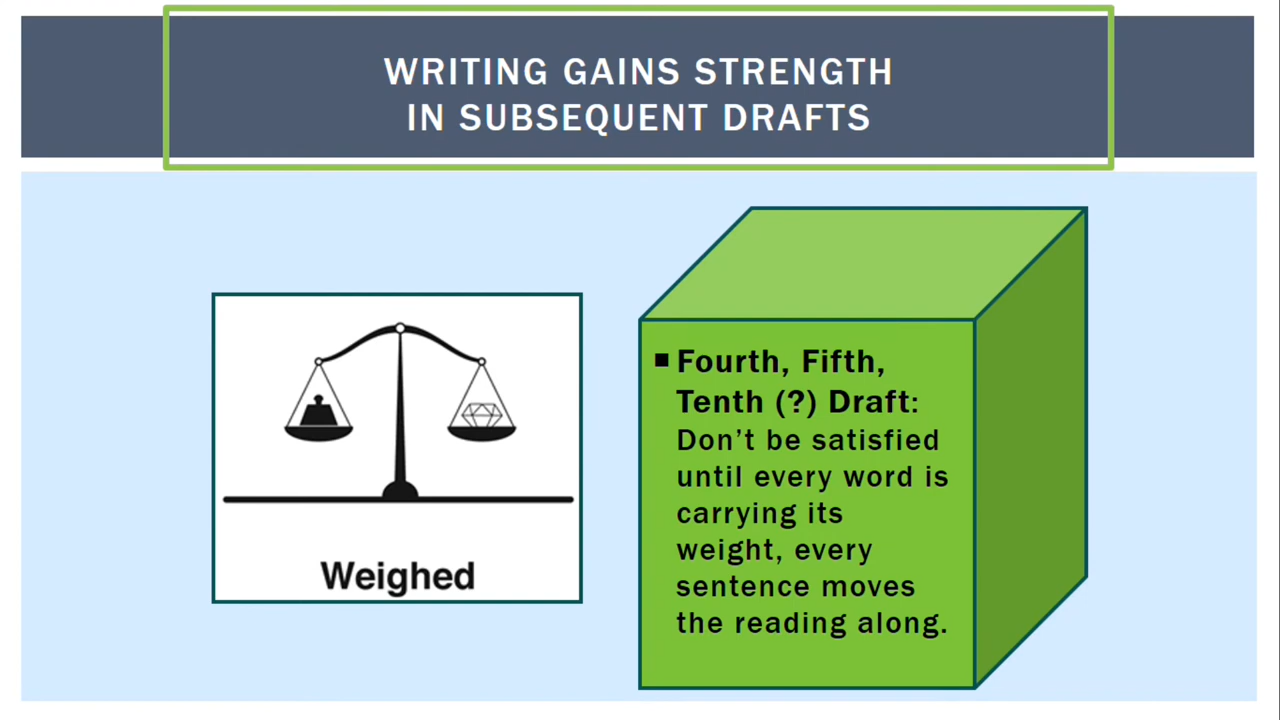 WRITING GAINS STRENGTH
IN SUBSEQUENT DRAFTS
Weighed
▪ Fourth, Fifth,
Tenth (?) Draft:
Don’t be satisfied
until every word is
carrying its
weight, every
sentence moves
the reading along.